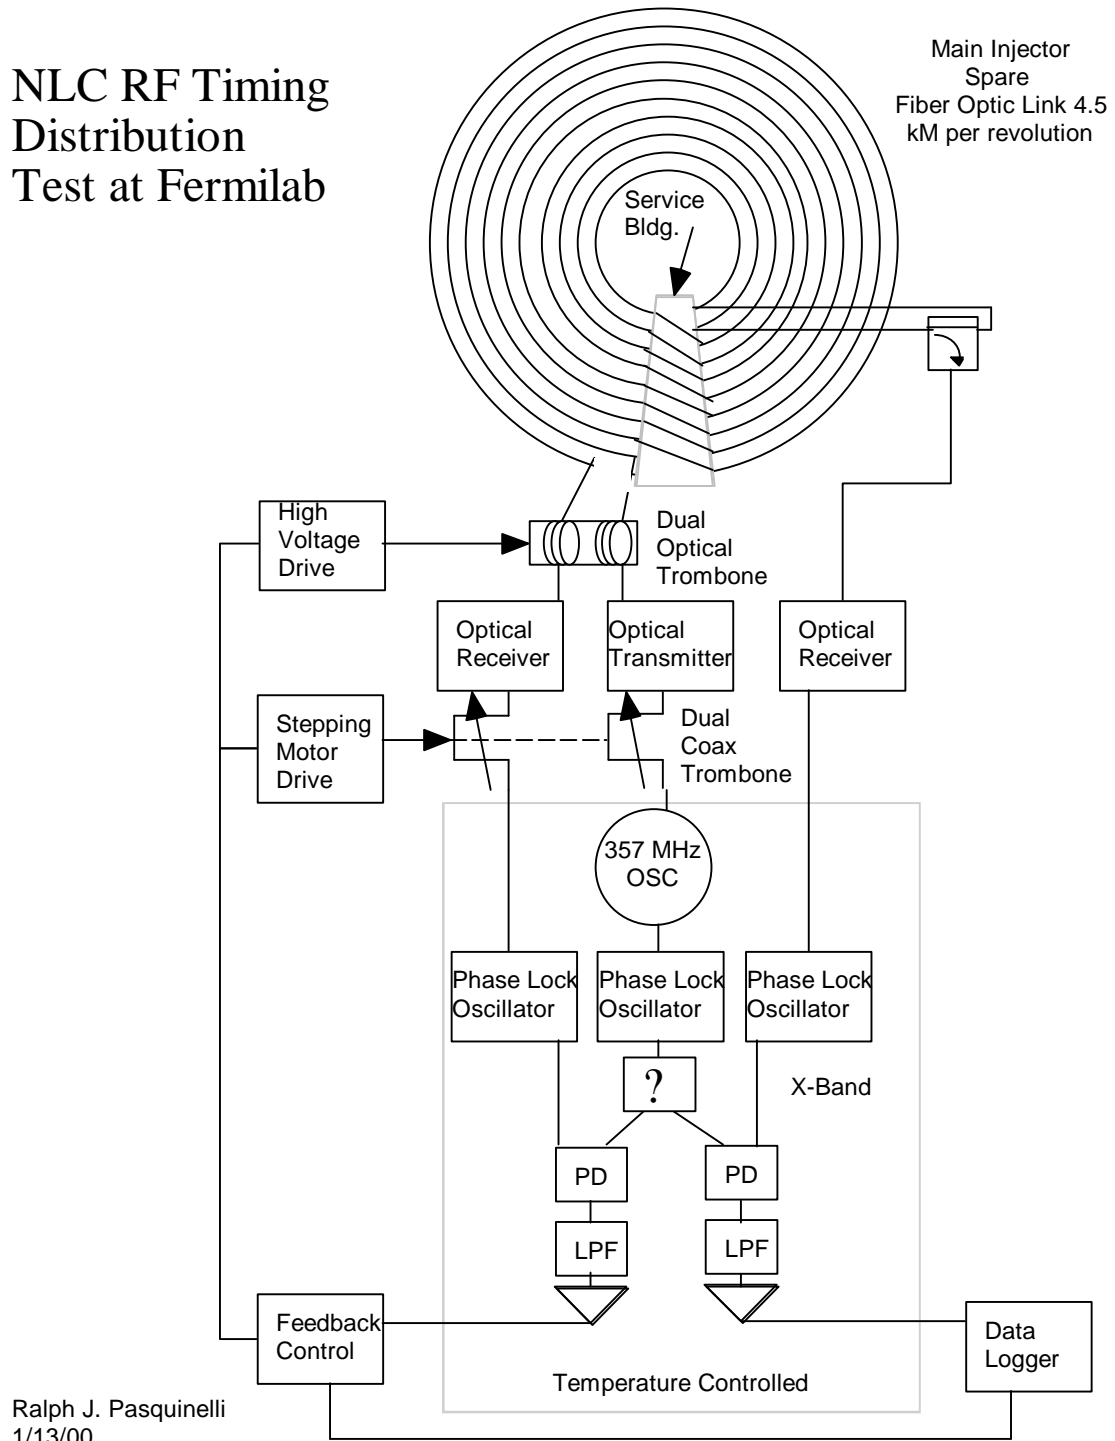 NLC RF Timing
Distribution
Test at Fermilab
Main Injector
Spare
Fiber Optic Link 4.5
kM per revolution
Service
Bldg.
High
Voltage
Drive
Dual
Optical
Trombone
Optical
Receiver
Optical
Transmitter
Optical
Receiver
Stepping
Motor
Drive
Dual
Coax
Trombone
357 MHz
OSC
Phase Lock
Oscillator
Phase Lock
Oscillator
Phase Lock
Oscillator
?
X-Band
PD
PD
LPF
LPF
Feedback
Control
Data
Logger
Temperature Controlled
Ralph J. Pasquinelli
1/13/00